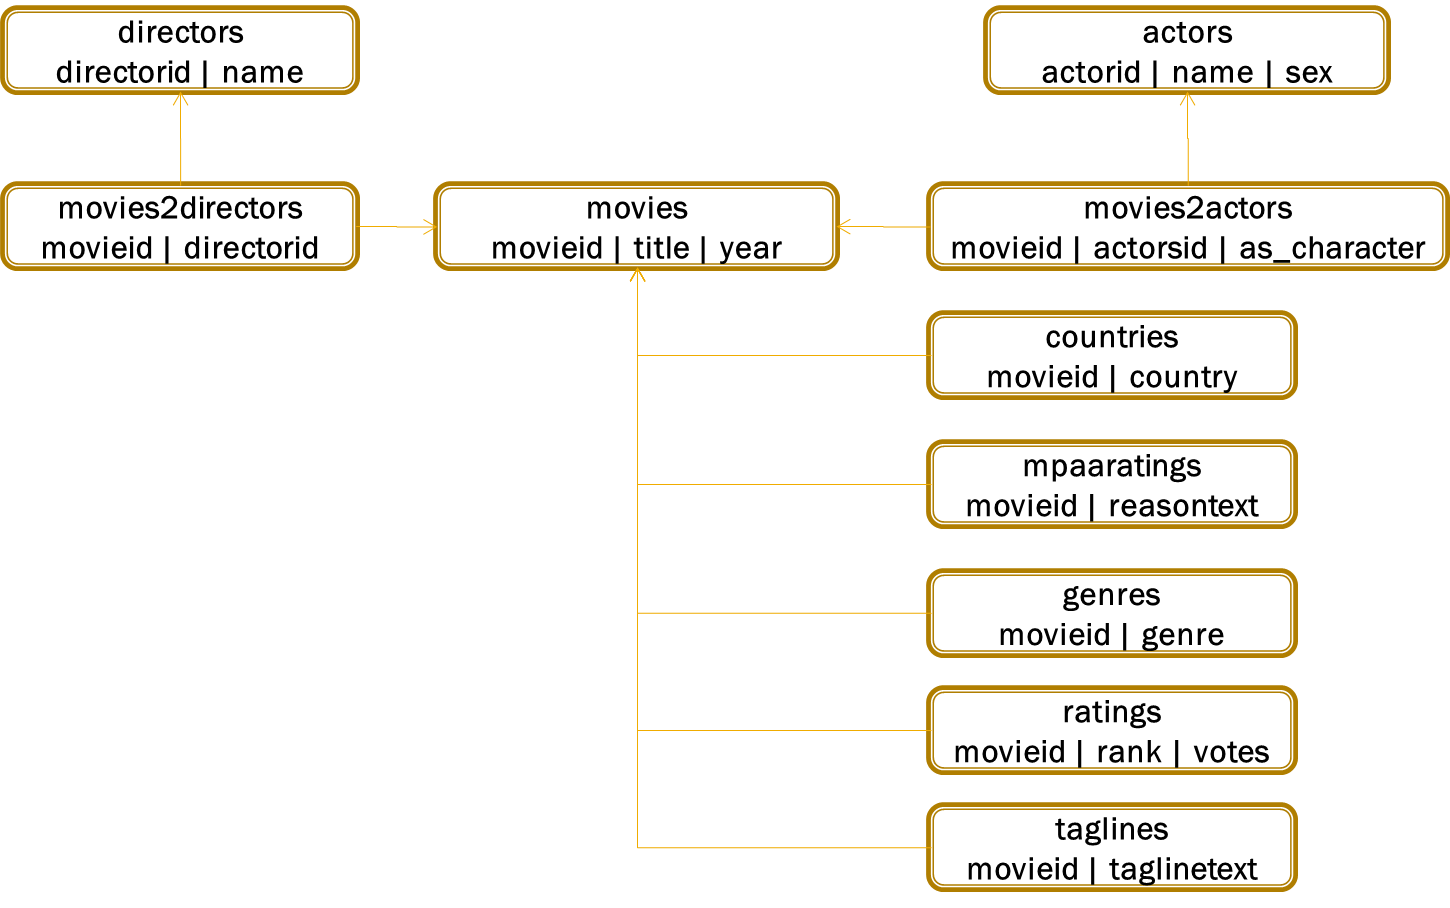 directors
directorid | name
actors
actorid | name | sex
movies2directors
movieid | directorid
movies
movieid | title | year
movies2actors
movieid | actorsid | as_character
countries
movieid | country
mpaaratings
movieid | reasontext
genres
movieid | genre
ratings
movieid | rank | votes
taglines
movieid | taglinetext